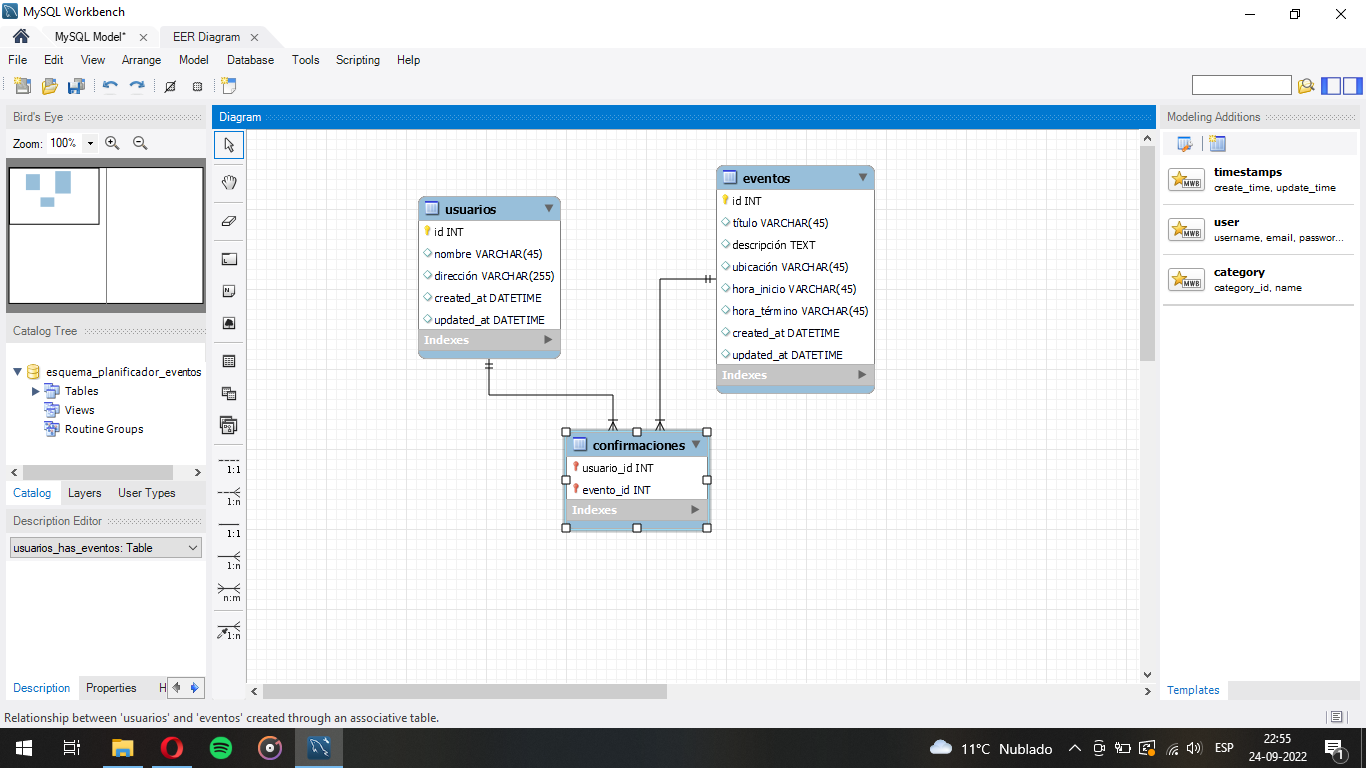 MySQL Workbench
MySQL Model*
EER Diagram
File Edit View Arrange Model Database Tools Scripting Help
Bird's Eye
Zoom: 100%
Catalog Tree
esquema_planificador_eventos
Tables
Views
Routine Groups
Catalog Layers User Types
Description Editor
usuarios_has_eventos: Table
Description Properties H
1:1
1:n
1:1
1:n
n:m
1:n
Diagram
usuarios
id INT
nombre VARCHAR(45)
dirección VARCHAR(255)
created_at DATETIME
updated_at DATETIME
Indexes
eventos
id INT
título VARCHAR(45)
descripción TEXT
ubicación VARCHAR(45)
hora_inicio VARCHAR(45)
hora_término VARCHAR(45)
created_at DATETIME
updated_at DATETIME
Indexes
confirmaciones
usuario_id INT
evento_id INT
Indexes
Modeling Additions
MWB
timestamps
create_time, update_time
MWB
user
username, email, passwor...
MWB
category
category_id, name
Templates
Relationship between 'usuarios' and 'eventos' created through an associative table.
11°C Nublado
ESP
22:55
24-09-2022
1